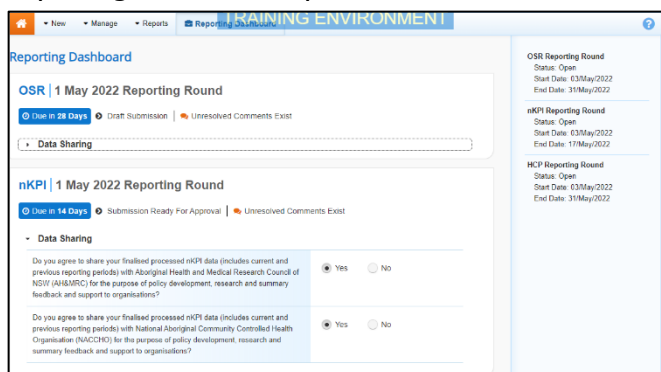 TRAINING ENVIRONMENT
New Manage Reports Reporting Dashboard
Reporting Dashboard
OSR | 1 May 2022 Reporting Round
Due in 28 Days Draft Submission | Unresolved Comments Exist
Data Sharing
nKPI | 1 May 2022 Reporting Round
Due in 14 Days Submission Ready For Approval | Unresolved Comments Exist
Data Sharing
Do you agree to share your finalised processed nKPI data (includes current and
previous reporting periods) with Aboriginal Health and Medical Research Council of
NSW (AH&MRC) for the purpose of policy development, research and summary
feedback and support to organisations?
Yes No
Do you agree to share your finalised processed nKPI data (includes current and
previous reporting periods) with National Aboriginal Community Controlled Health
Organisation (NACCHO) for the purpose of policy development, research and
summary feedback and support to organisations?
Yes No
OSR Reporting Round
Status: Open
Start Date: 03/May/2022
End Date: 31/May/2022
nKPI Reporting Round
Status: Open
Start Date: 03/May/2022
End Date: 17/May/2022
HCP Reporting Round
Status: Open
Start Date: 03/May/2022
End Date: 31/May/2022